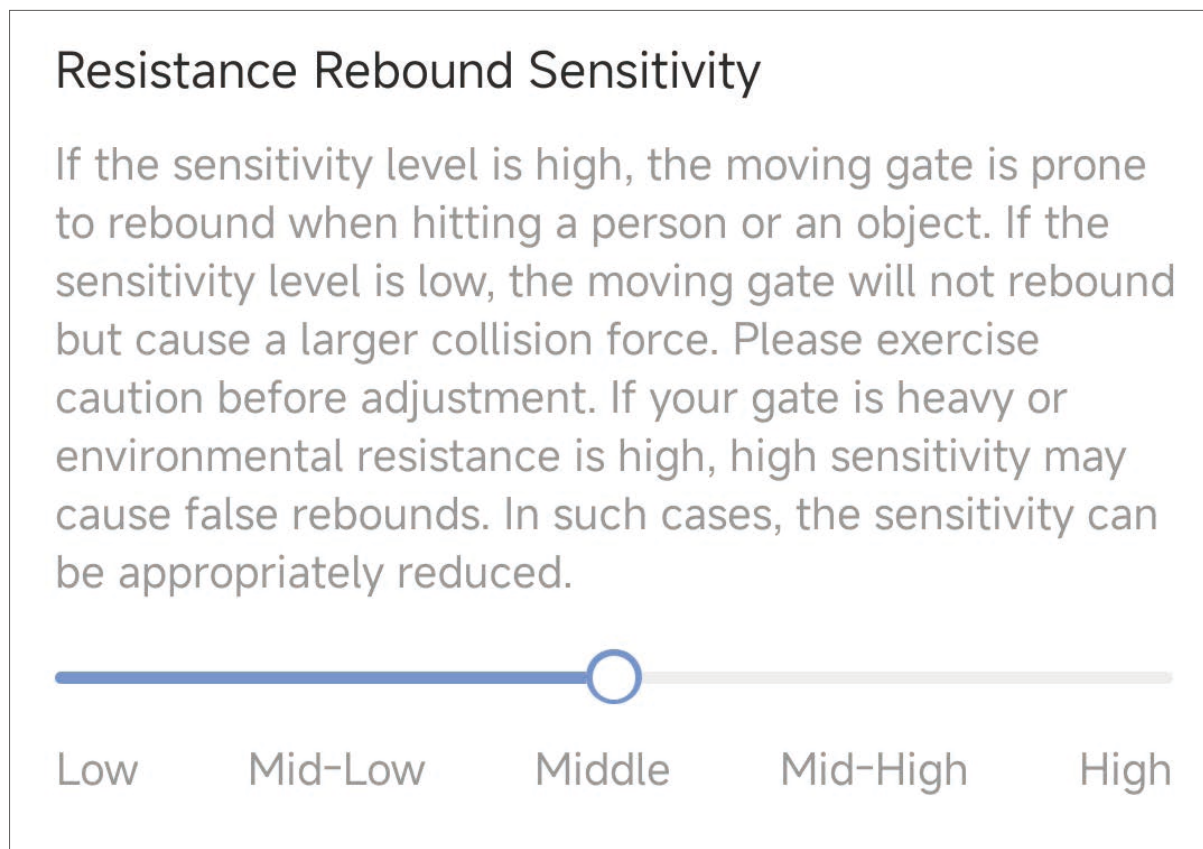 Resistance Rebound Sensitivity
If the sensitivity level is high, the moving gate is prone
to rebound when hitting a person or an object. If the
sensitivity level is low, the moving gate will not rebound
but cause a larger collision force. Please exercise
caution before adjustment. If your gate is heavy or
environmental resistance is high, high sensitivity may
cause false rebounds. In such cases, the sensitivity can
be appropriately reduced.
Low Mid-Low Middle Mid-High High